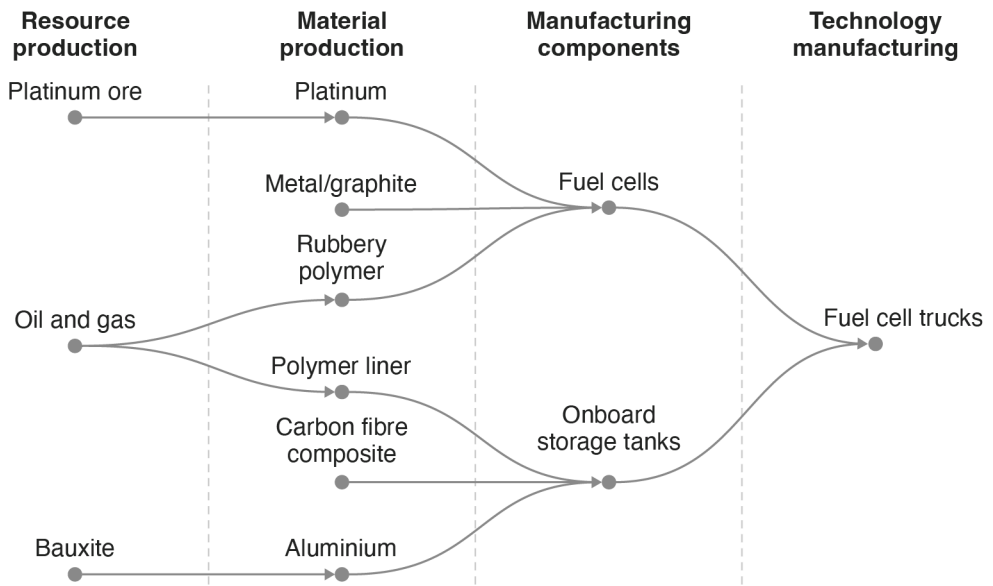 Resource
production
Material
production
Manufacturing
components
Technology
manufacturing
Platinum ore
Platinum
Metal/graphite
Fuel cells
Rubbery
polymer
Oil and gas
Fuel cell trucks
Polymer liner
Carbon fibre
composite
Onboard
storage tanks
Bauxite
Aluminium